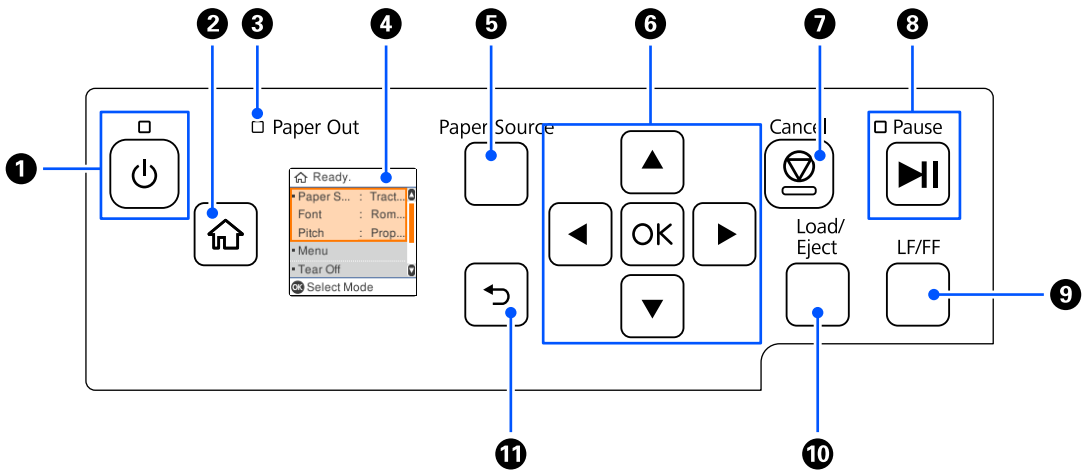 2 3 4 5 6 7 8
Paper Out
Paper Source
Cancel
Pause
1
Ready.
Paper S... : Tract...
Font : Rom...
Pitch : Prop...
Menu
Tear Off
OK Select Mode
OK
Load/
Eject
LF/FF
9
11
10